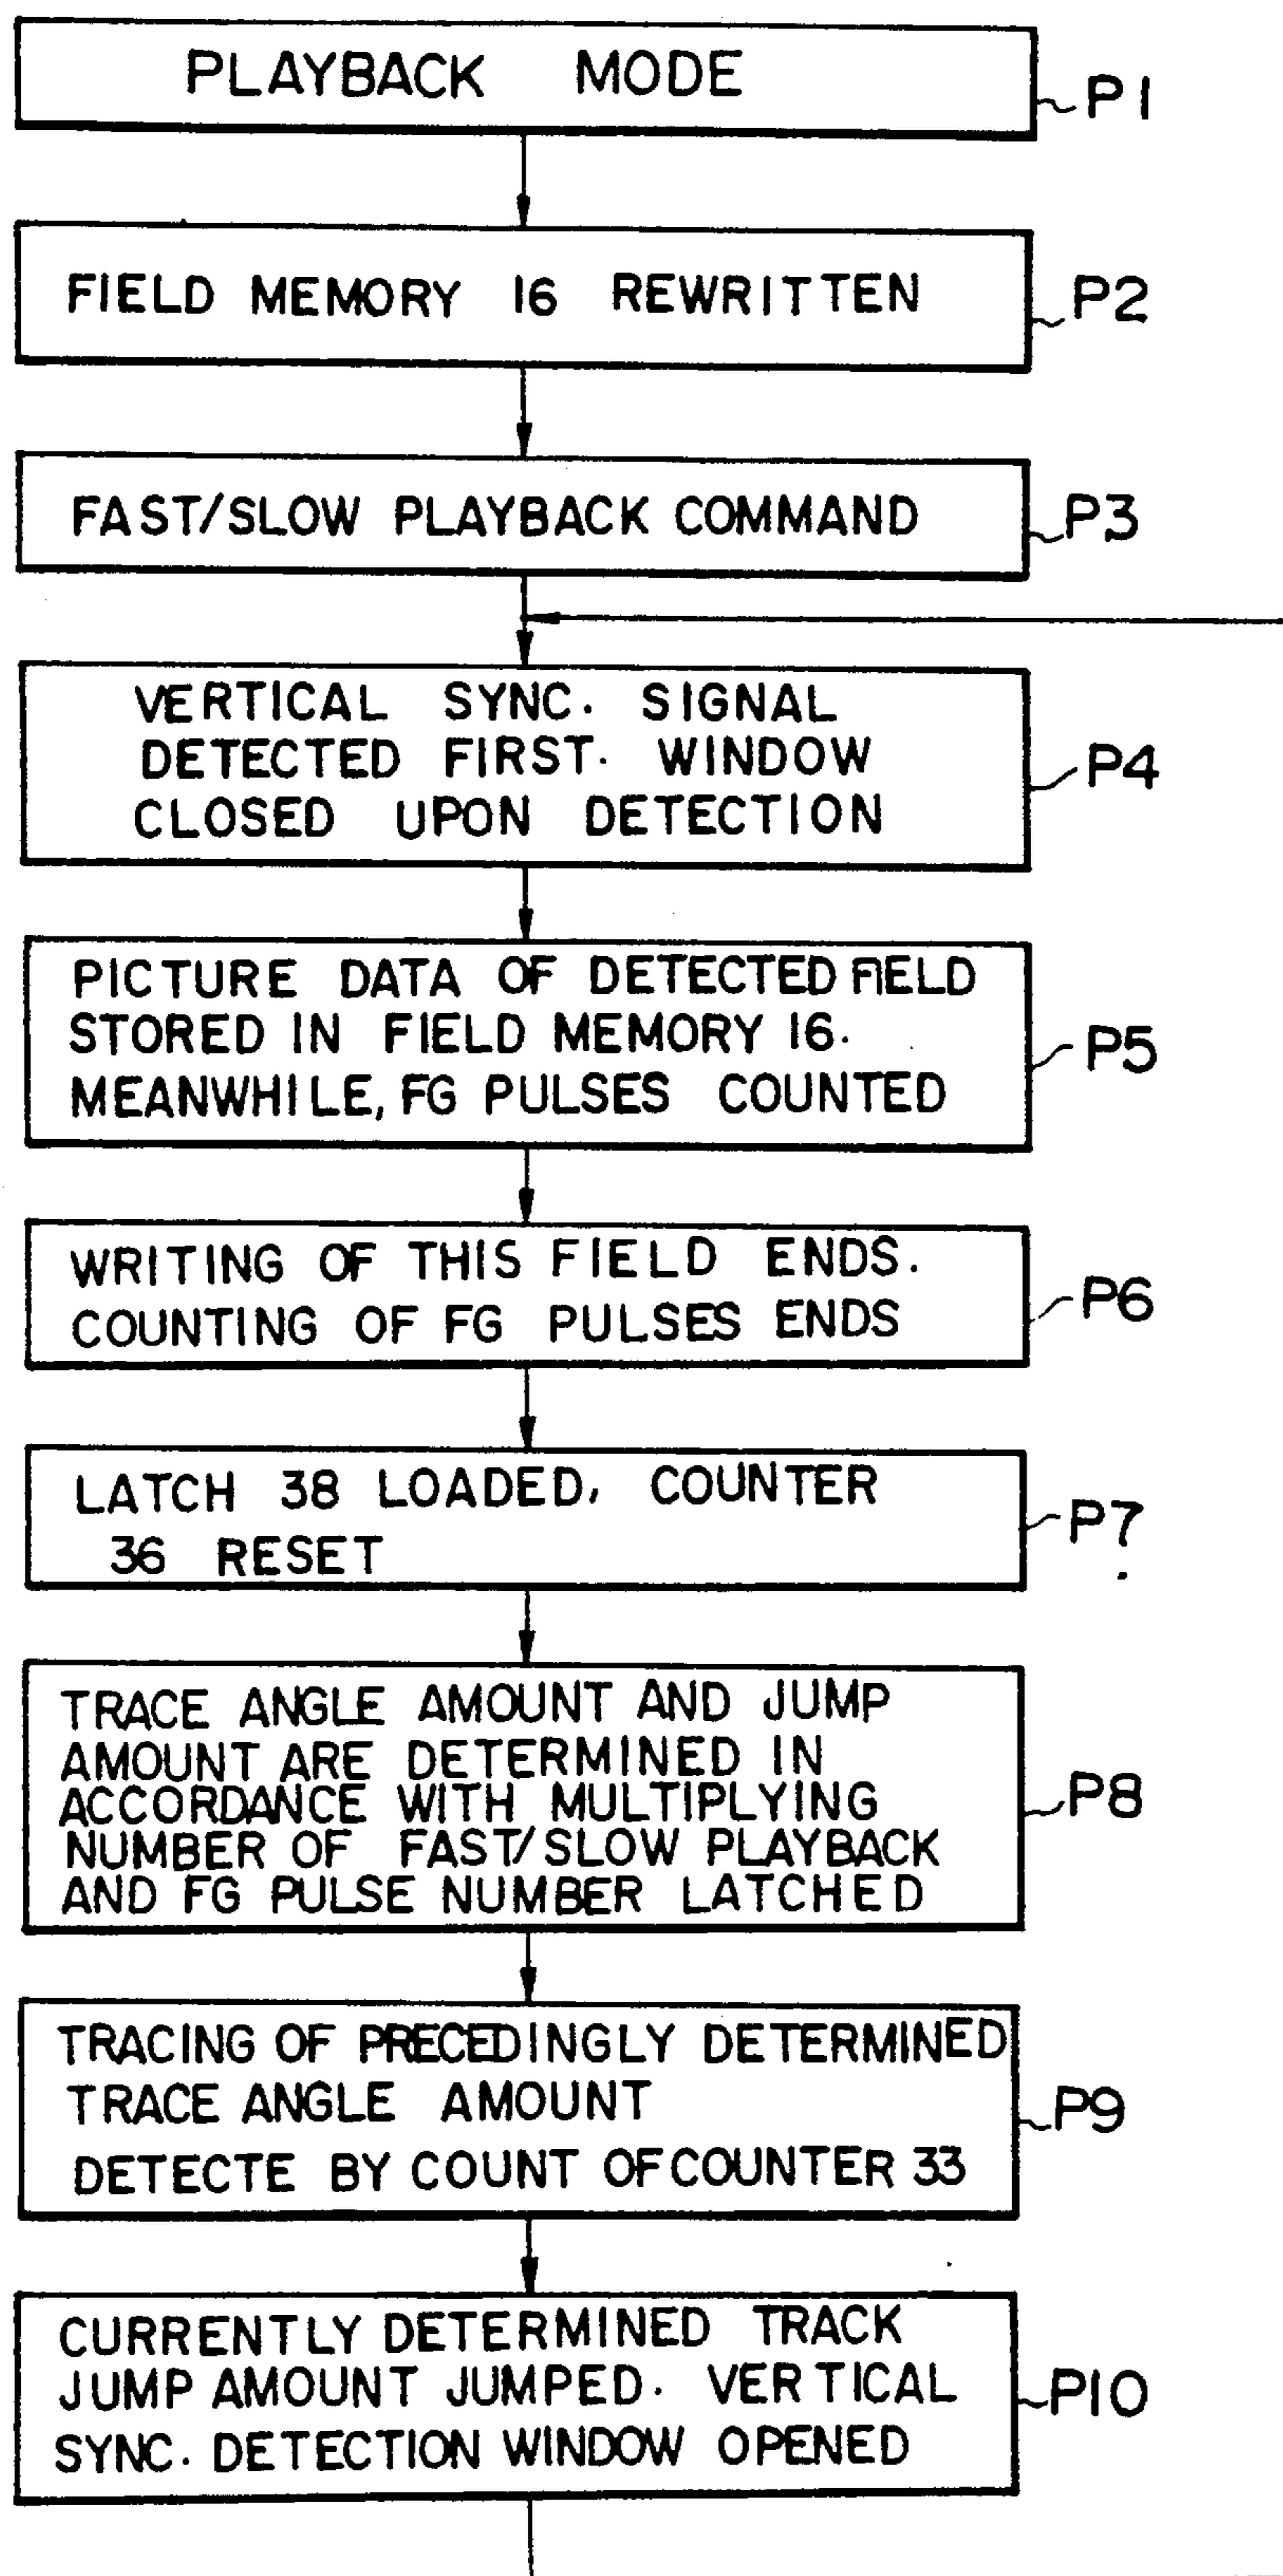 PLAYBACK MODE
P1
FIELD MEMORY 16 REWRITTEN
P2
FAST/SLOW PLAYBACK COMMAND
P3
VERTICAL SYNC. SIGNAL
DETECTED FIRST. WINDOW
CLOSED UPON DETECTION
P4
PICTURE DATA OF DETECTED FIELD
STORED IN FIELD MEMORY 16.
MEANWHILE, FG PULSES COUNTED
P5
WRITING OF THIS FIELD ENDS.
COUNTING OF FG PULSES ENDS
P6
LATCH 38 LOADED, COUNTER
36 RESET
P7
TRACE ANGLE AMOUNT AND JUMP
AMOUNT ARE DETERMINED IN
ACCORDANCE WITH MULTIPLYING
NUMBER OF FAST/SLOW PLAYBACK
AND FG PULSE NUMBER LATCHED
P8
TRACING OF PRECEDINGLY DETERMINED
TRACE ANGLE AMOUNT
DETECTE BY COUNT OF COUNTER 33
P9
CURRENTLY DETERMINED TRACK
JUMP AMOUNT JUMPED. VERTICAL
SYNC. DETECTION WINDOW OPENED
P10